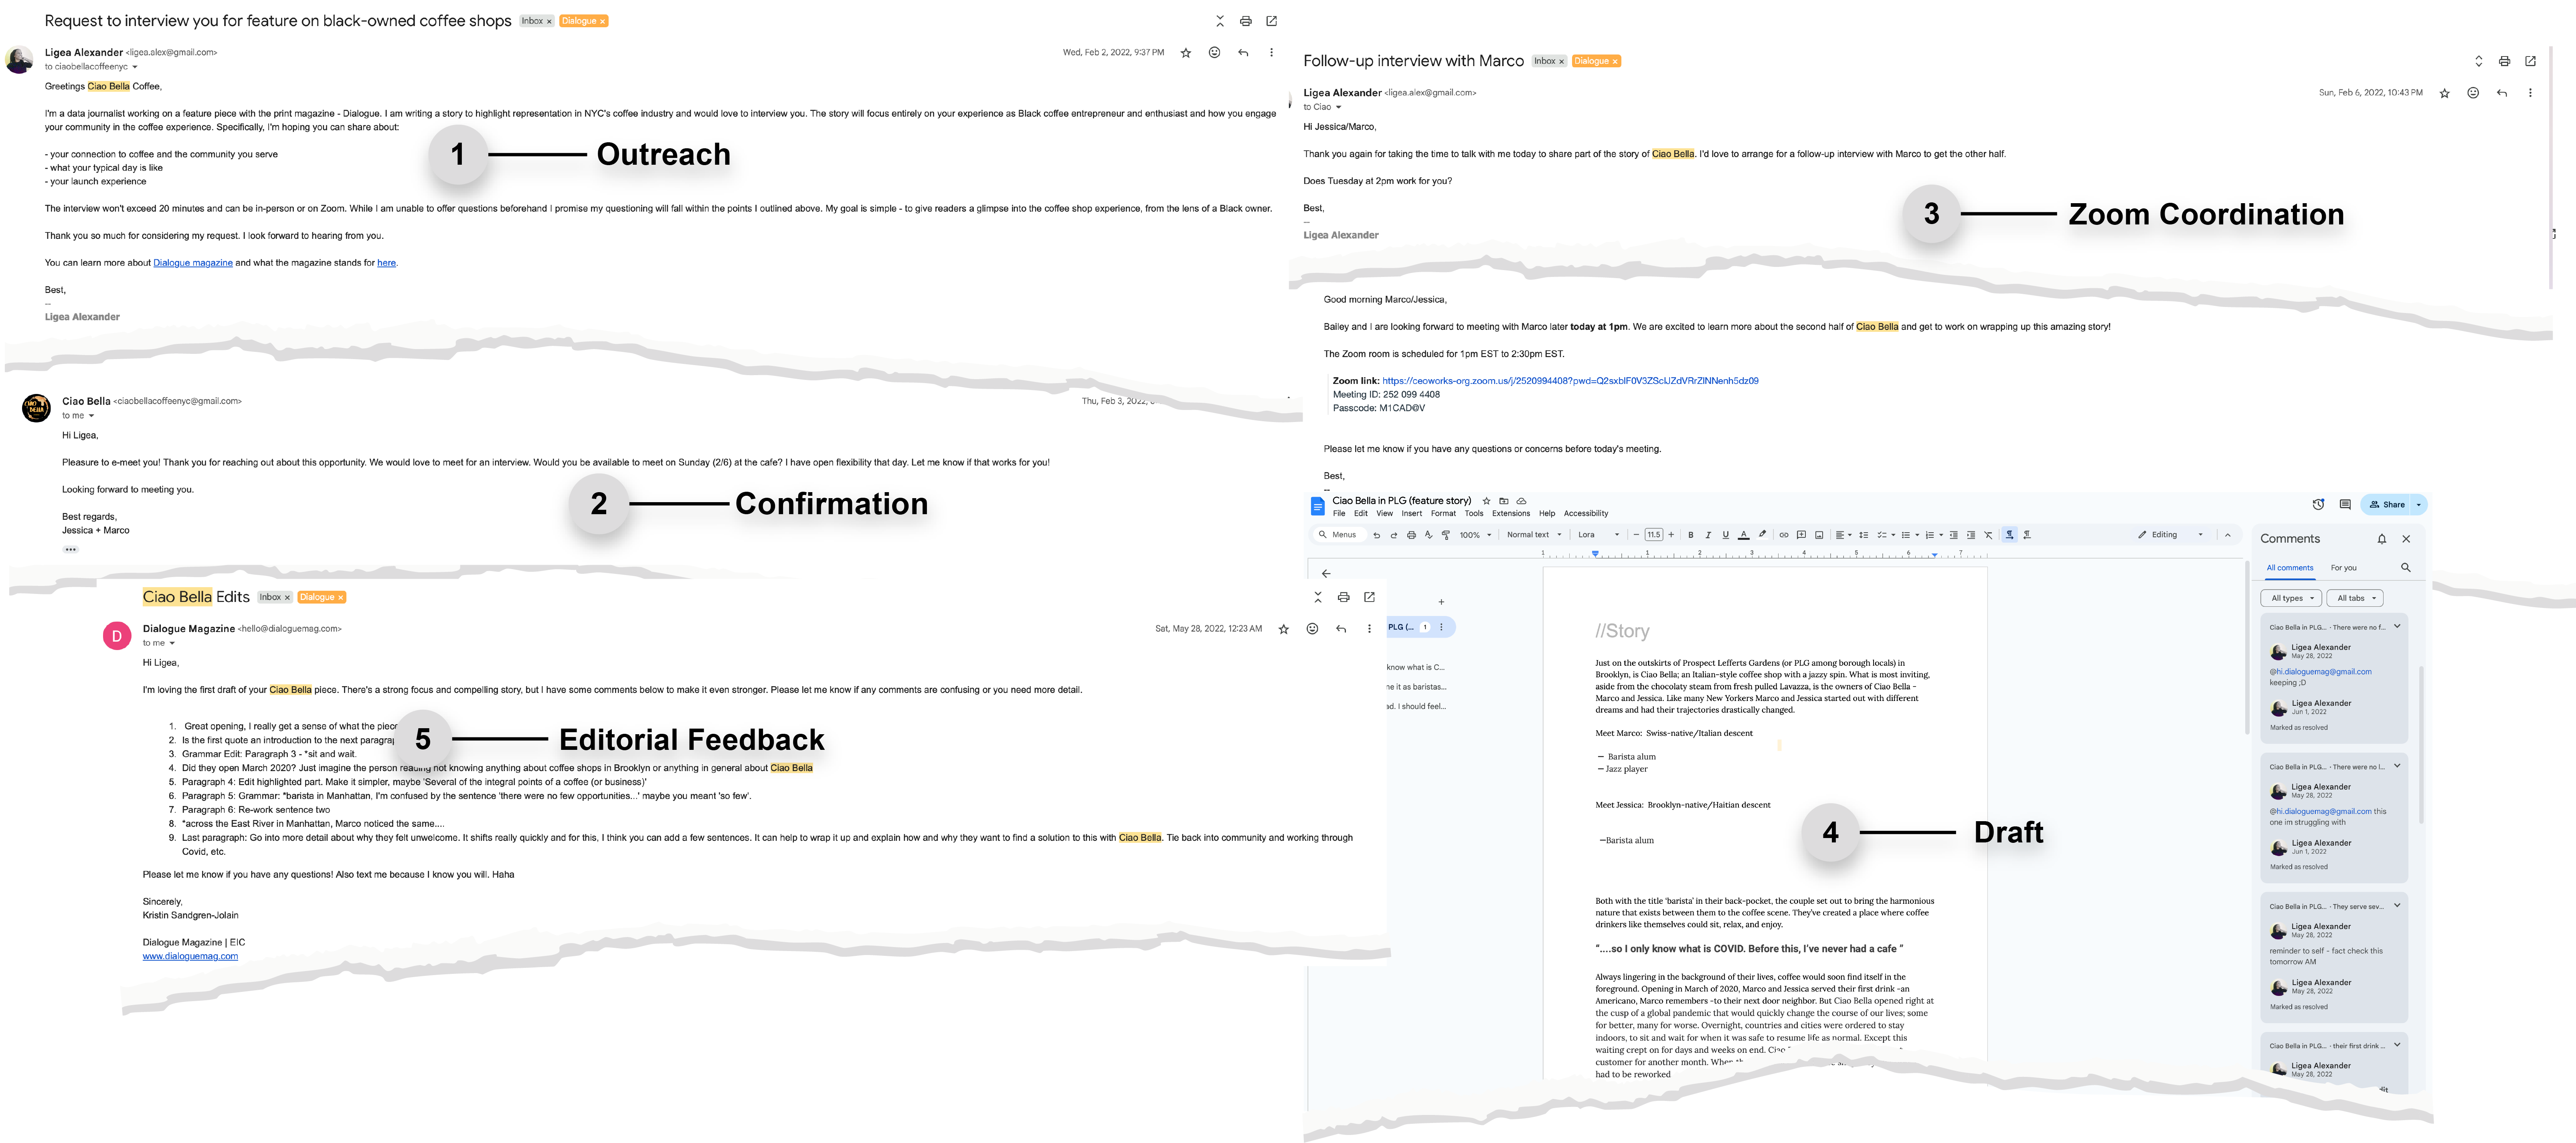 Request to interview you for feature on black-owned coffee shops Inbox × Dialogue ×
Ligea Alexander <ligea.alex@gmail.com>
Wed, Feb 2, 2022, 9:37 PM
to ciaobellacoffeenyc
Greetings Ciao Bella Coffee,
I'm a data journalist working on a feature piece with the print magazine - Dialogue. I am writing a story to highlight representation in NYC's coffee industry and would love to interview you. The story will focus entirely on your experience as Black coffee entrepreneur and enthusiast and how you engage
your community in the coffee experience. Specifically, I'm hoping you can share about:
- your connection to coffee and the community you serve
- what your typical day is like
- your launch experience
1 Outreach
The interview won't exceed 20 minutes and can be in-person or on Zoom. While I am unable to offer questions beforehand I promise my questioning will fall within the points I outlined above. My goal is simple - to give readers a glimpse into the coffee shop experience, from the lens of a Black owner.
Thank you so much for considering my request. I look forward to hearing from you.
You can learn more about Dialogue magazine and what the magazine stands for here.
Best,
--
Ligea Alexander
Ciao Bella <ciaobellacoffeenyc@gmail.com>
Thu, Feb 3, 2022,
to me
Hi Ligea,
Pleasure to e-meet you! Thank you for reaching out about this opportunity. We would love to meet for an interview. Would you be available to meet on Sunday (2/6) at the cafe? I have open flexibility that day. Let me know if that works for you!
Looking forward to meeting you.
Best regards,
Jessica + Marco
2 Confirmation
Follow-up interview with Marco Inbox × Dialogue ×
Ligea Alexander <ligea.alex@gmail.com>
Sun, Feb 6, 2022, 10:43 PM
to Ciao
Hi Jessica/Marco,
Thank you again for taking the time to talk with me today to share part of the story of Ciao Bella. I'd love to arrange for a follow-up interview with Marco to get the other half.
Does Tuesday at 2pm work for you?
Best,
--
Ligea Alexander
3 Zoom Coordination
Good morning Marco/Jessica,
Bailey and I are looking forward to meeting with Marco later today at 1pm. We are excited to learn more about the second half of Ciao Bella and get to work on wrapping up this amazing story!
The Zoom room is scheduled for 1pm EST to 2:30pm EST.
Zoom link:
Meeting ID: 252 099 4408
Passcode: M1CAD@V
Please let me know if you have any questions or concerns before today's meeting.
Best,
Ciao Bella in PLG (feature story)
File Edit View Insert Format Tools Extensions Help Accessibility
Share
Menus 100% Normal text Lora 11.5 B I U A Editing
1 1 2 3 4 5 6 7
PLG (... 1
know what is C...
ne it as baristas...
ad. I should feel...
//Story
Just on the outskirts of Prospect Lefferts Gardens (or PLG among borough locals) in
Brooklyn, is Ciao Bella; an Italian-style coffee shop with a jazzy spin. What is most inviting,
aside from the chocolaty steam from fresh pulled Lavazza, is the owners of Ciao Bella -
Marco and Jessica. Like many New Yorkers Marco and Jessica started out with different
dreams and had their trajectories drastically changed.
Meet Marco: Swiss-native/Italian descent
— Barista alum
— Jazz player
Meet Jessica: Brooklyn-native/Haitian descent
—Barista alum
4 Draft
Both with the title 'barista' in their back-pocket, the couple set out to bring the harmonious
nature that exists between them to the coffee scene. They've created a place where coffee
drinkers like themselves could sit, relax, and enjoy.
"....so I only know what is COVID. Before this, I've never had a cafe "
Always lingering in the background of their lives, coffee would soon find itself in the
foreground. Opening in March of 2020, Marco and Jessica served their first drink -an
Americano, Marco remembers -to their next door neighbor. But Ciao Bella opened right at
the cusp of a global pandemic that would quickly change the course of our lives; some
for better, many for worse. Overnight, countries and cities were ordered to stay
indoors, to sit and wait for when it was safe to resume life as normal. Except this
waiting crept on for days and weeks on end.
customer for another month. When
had to be reworked
Comments
All comments For you
All types All tabs
Ciao Bella in PLG... - There were no f...
Ligea Alexander
May 28, 2022
@hi.dialoguemag@gmail.com
keeping ;D
Ligea Alexander
Jun 1, 2022
Marked as resolved
Ciao Bella in PLG... - There were no l...
Ligea Alexander
May 28, 2022
@hi.dialoguemag@gmail.com this
one im struggling with
Ligea Alexander
Jun 1, 2022
Marked as resolved
Ciao Bella in PLG... - They serve sev...
Ligea Alexander
May 28, 2022
reminder to self - fact check this
tomorrow AM
Ligea Alexander
May 28, 2022
Marked as resolved
Ciao Bella in PLG... - their first drink ...
Ligea Alexander
May 28, 2022
Ciao Bella Edits Inbox × Dialogue ×
D
Dialogue Magazine <hello@dialoguemag.com>
Sat, May 28, 2022, 12:23 AM
to me
Hi Ligea,
I'm loving the first draft of your Ciao Bella piece. There's a strong focus and compelling story, but I have some comments below to make it even stronger. Please let me know if any comments are confusing or you need more detail.
1. Great opening, I really get a sense of what the piece
2. Is the first quote an introduction to the next
3. Grammar Edit: Paragraph 3 - *sit and wait.
4. Did they open March 2020? Just imagine the person reading not knowing anything about coffee shops in Brooklyn or anything in general about Ciao Bella
5. Paragraph 4: Edit highlighted part. Make it simpler, maybe 'Several of the integral points of a coffee (or business)'
6. Paragraph 5: Grammar: *barista in Manhattan, I'm confused by the sentence 'there were no few opportunities...' maybe you meant 'so few'.
7. Paragraph 6: Re-work sentence two
8. *across the East River in Manhattan, Marco noticed the same....
9. Last paragraph: Go into more detail about why they felt unwelcome. It shifts really quickly and for this, I think you can add a few sentences. It can help to wrap it up and explain how and why they want to find a solution to this with Ciao Bella. Tie back into community and working through
Covid, etc.
5 Editorial Feedback
Please let me know if you have any questions! Also text me because I know you will. Haha
Sincerely,
Kristin Sandgren-Jolain
Dialogue Magazine | EIC
www.dialoguemag.com